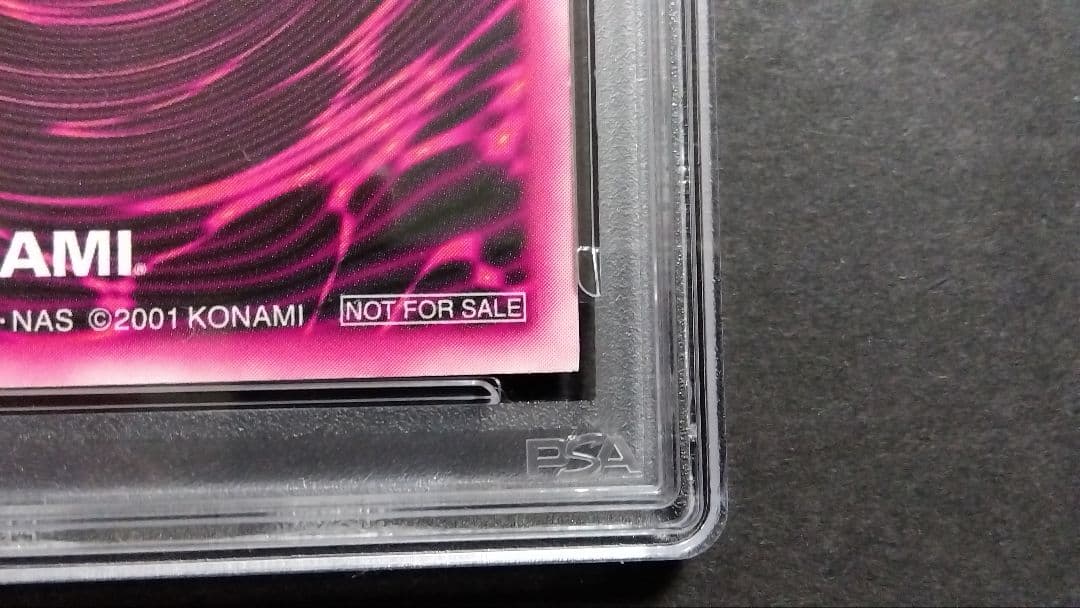 AMI®
· NAS ©2001 KONAMI NOT FOR SALE
PSA